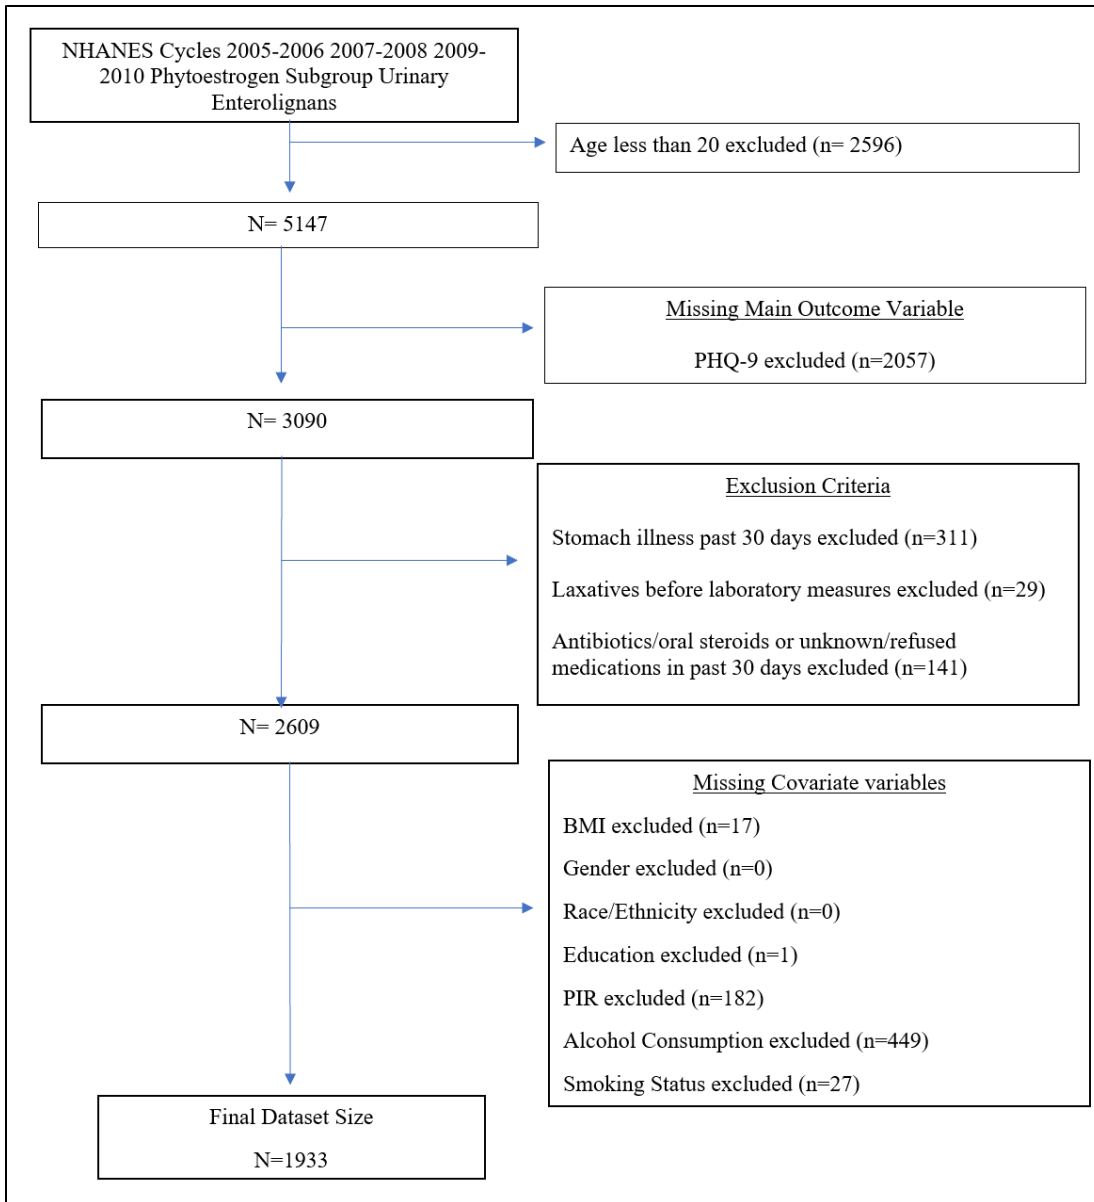 NHANES Cycles 2005-2006 2007-2008 2009-
2010 Phytoestrogen Subgroup Urinary
Enterolignans
Age less than 20 excluded (n= 2596)
N= 5147
Missing Main Outcome Variable
PHQ-9 excluded (n=2057)
N= 3090
Exclusion Criteria
Stomach illness past 30 days excluded (n=311)
Laxatives before laboratory measures excluded (n=29)
Antibiotics/oral steroids or unknown/refused
medications in past 30 days excluded (n=141)
N= 2609
Missing Covariate variables
BMI excluded (n=17)
Gender excluded (n=0)
Race/Ethnicity excluded (n=0)
Education excluded (n=1)
PIR excluded (n=182)
Alcohol Consumption excluded (n=449)
Smoking Status excluded (n=27)
Final Dataset Size
N=1933